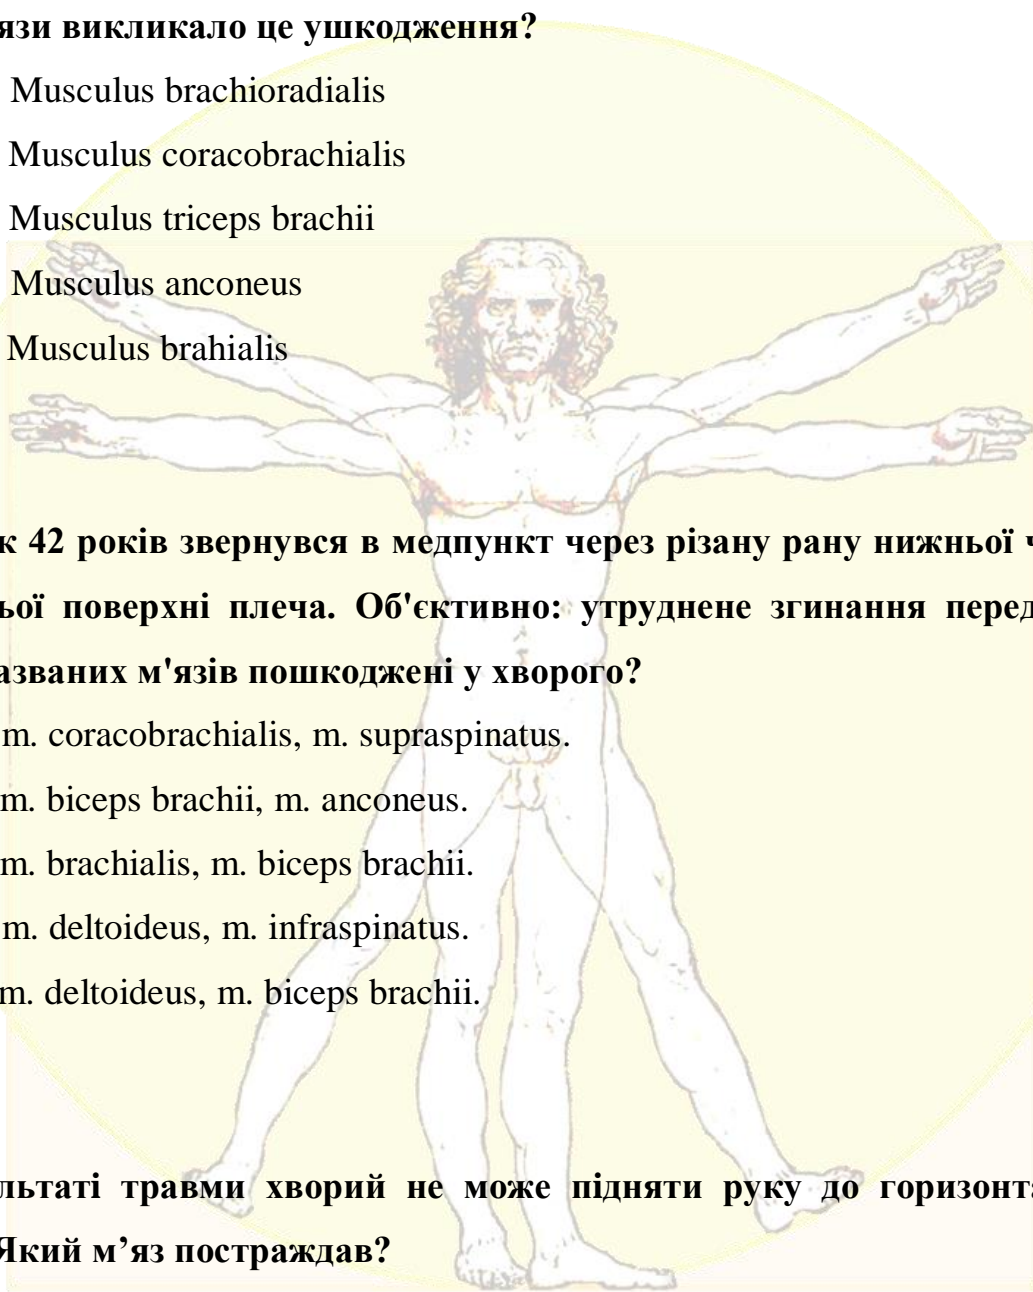 язи викликало це ушкодження?
Musculus brachioradialis
Musculus coracobrachialis
Musculus triceps brachii
Musculus anconeus
Musculus brahialis
к 42 років звернувся в медпункт через різану рану нижньої ч
ьої поверхні плеча. Об'єктивно: утруднене згинання перед
азваних м'язів пошкоджені у хворого?
m. coracobrachialis, m. supraspinatus.
m. biceps brachii, m. anconeus.
m. brachialis, m. biceps brachii.
m. deltoideus, m. infraspinatus.
m. deltoideus, m. biceps brachii.
льтаті травми хворий не може підняти руку до горизонт
Який м’яз постраждав?